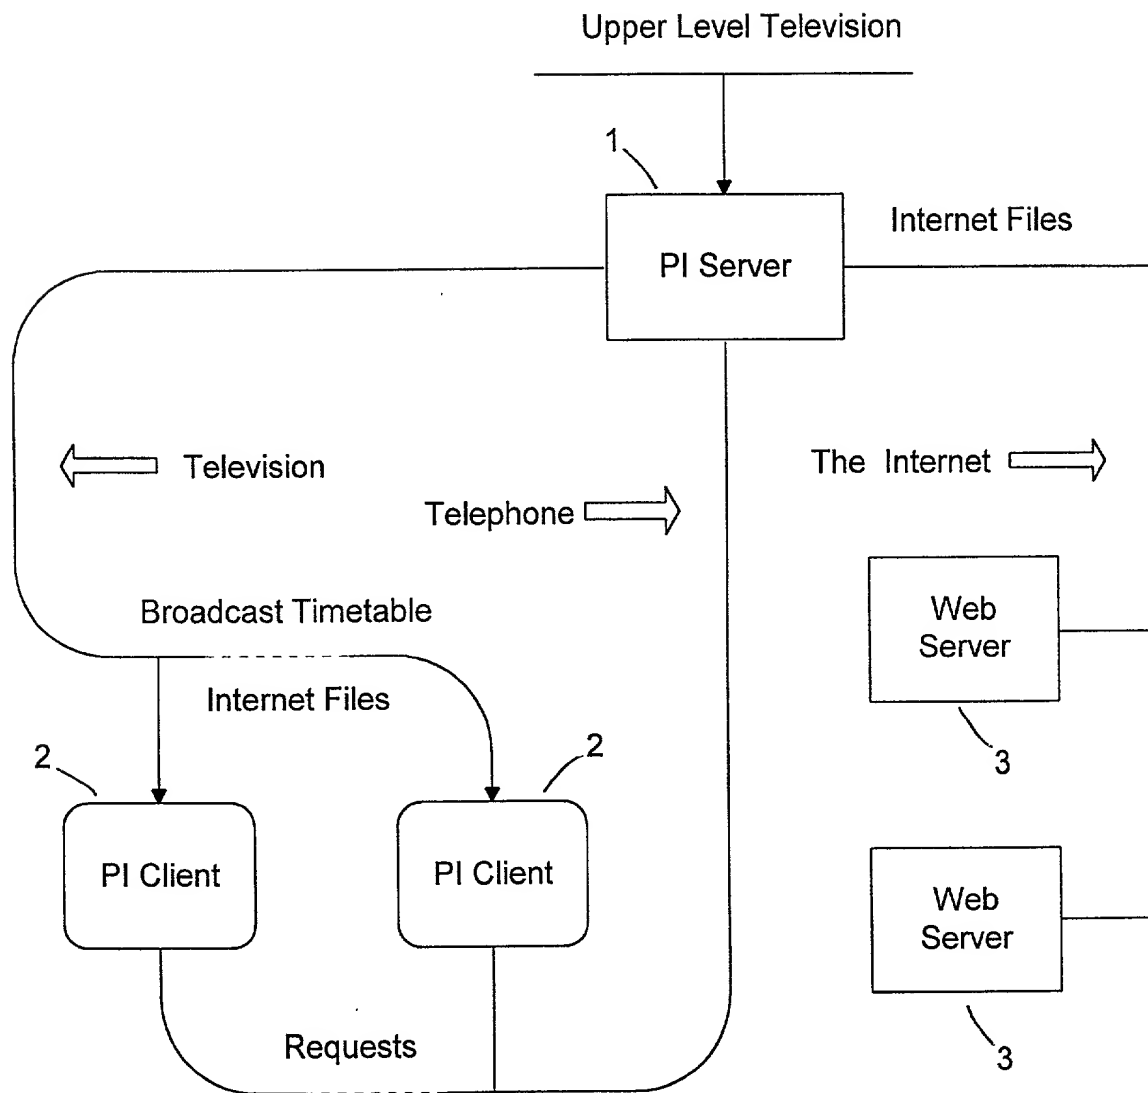 Upper Level Television
1
Internet Files
PI Server
Television
The Internet
Telephone
Broadcast Timetable
Web
Server
Internet Files
3
2
2
PI Client
PI Client
Web
Server
Requests
3